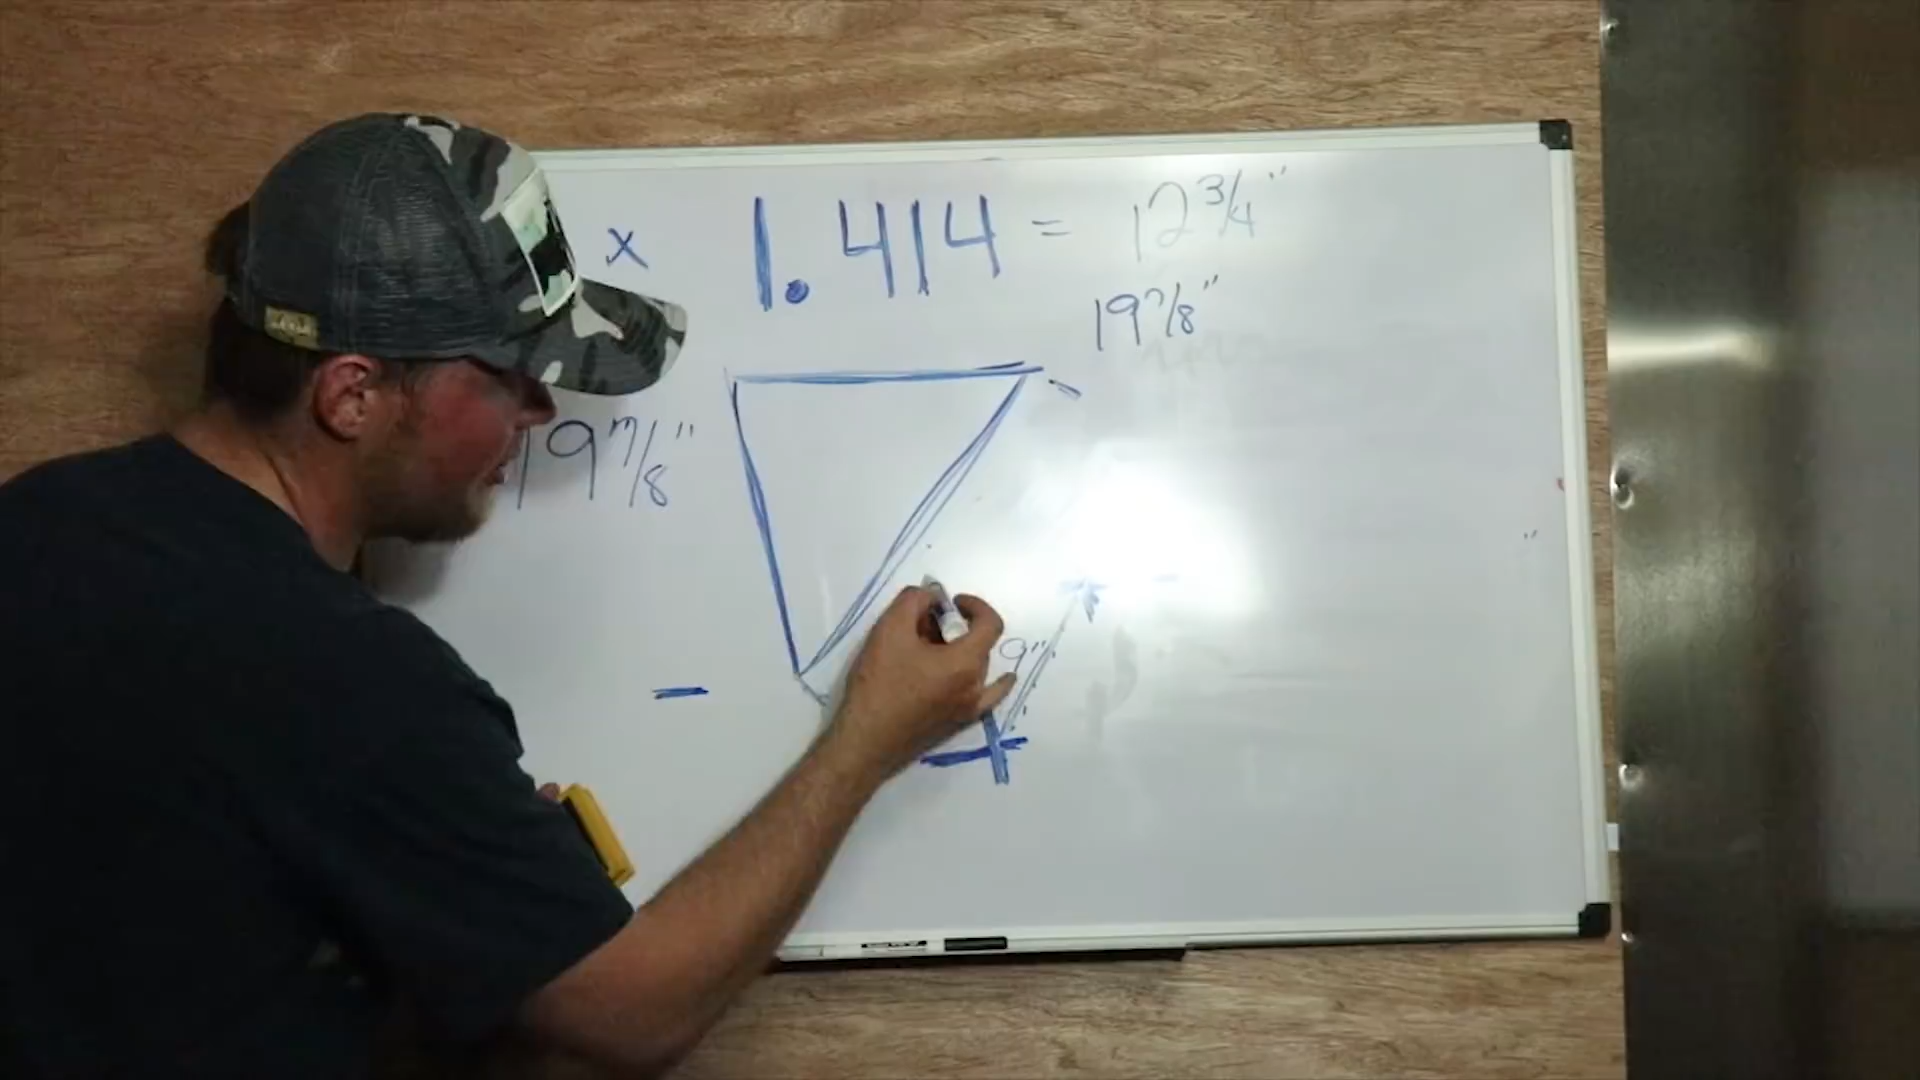 x 1.414 = 12 3/4"
19 7/8"
19 7/8"
9"